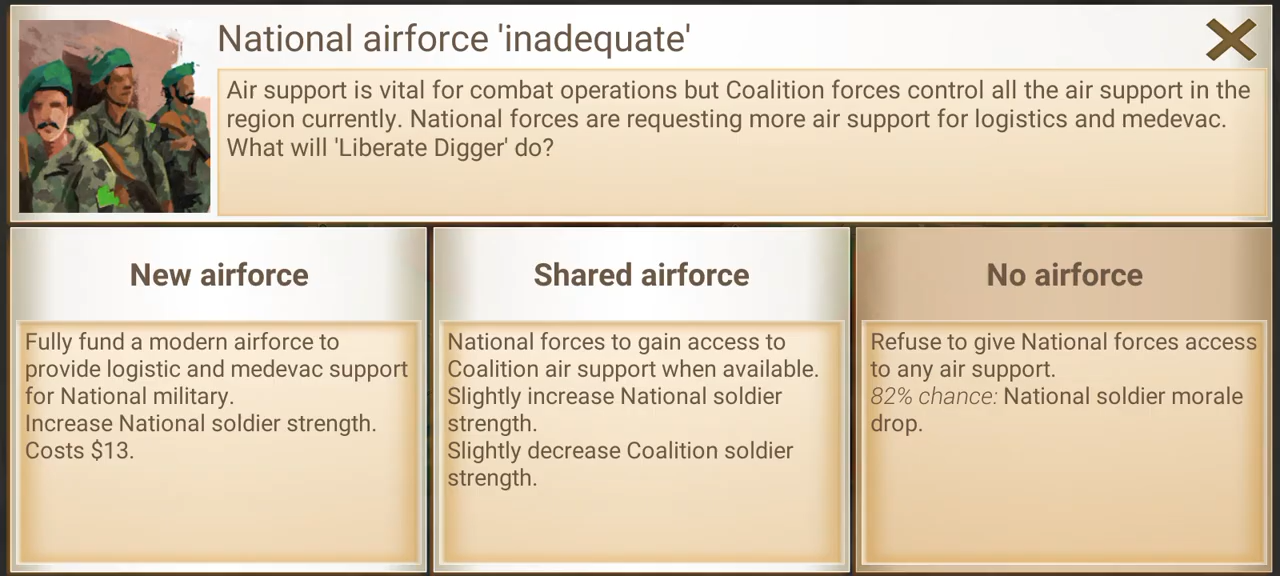 National airforce 'inadequate'
Air support is vital for combat operations but Coalition forces control all the air support in the
region currently. National forces are requesting more air support for logistics and medevac.
What will 'Liberate Digger' do?
New airforce
Fully fund a modern airforce to
provide logistic and medevac support
for National military.
Increase National soldier strength.
Costs $13.
Shared airforce
National forces to gain access to
Coalition air support when available.
Slightly increase National soldier
strength.
Slightly decrease Coalition soldier
strength.
No airforce
Refuse to give National forces access
to any air support.
82% chance: National soldier morale
drop.